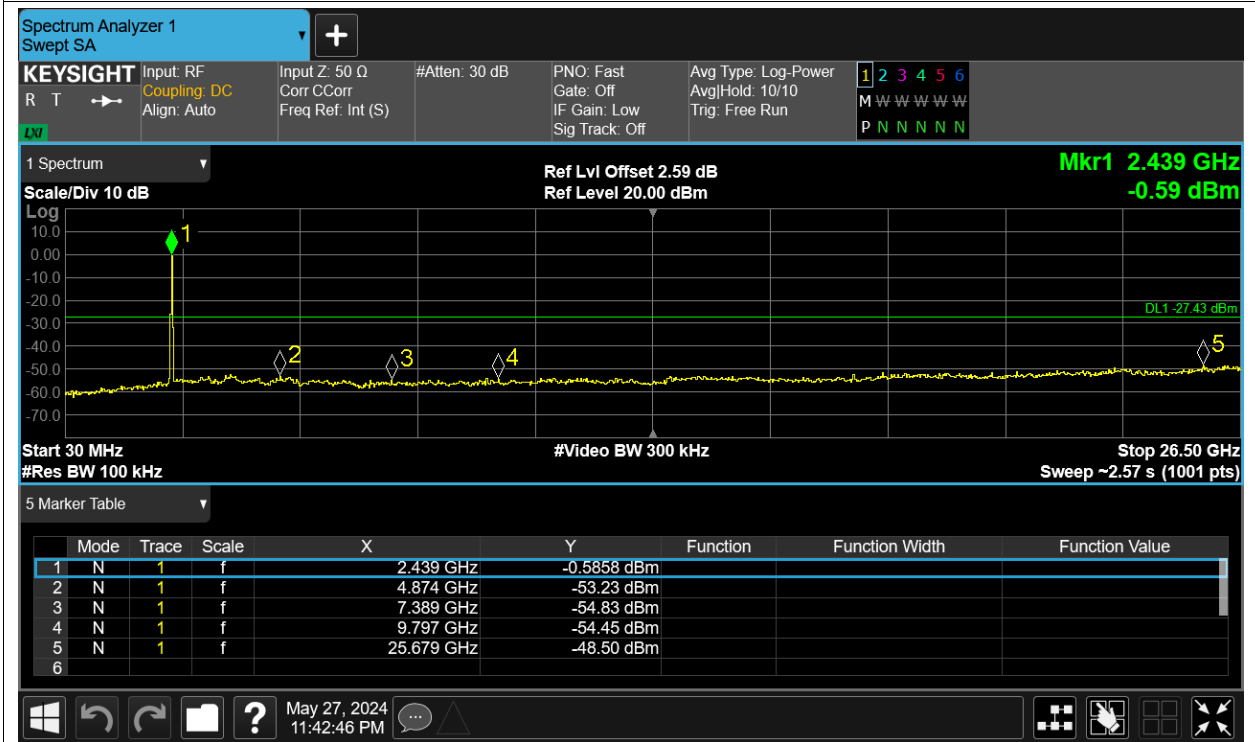 Spectrum Analyzer 1
Swept SA
+
KEYSIGHT
R T
LXI
Input: RF
Coupling: DC
Align: Auto
Input Z: 50 Ω
Corr CCorr
Freq Ref: Int (S)
#Atten: 30 dB
PNO: Fast
Gate: Off
IF Gain: Low
Sig Track: Off
Avg Type: Log-Power
Avg|Hold: 10/10
Trig: Free Run
1 2 3 4 5 6
M W W W W W
P N N N N N
1 Spectrum
Scale/Div 10 dB
Ref Lvl Offset 2.59 dB
Ref Level 20.00 dBm
Mkr1 2.439 GHz
-0.59 dBm
Log
10.0
0.00
-10.0
-20.0
-30.0
-40.0
-50.0
-60.0
-70.0
1
2
3
4
5
DL1 -27.43 dBm
Start 30 MHz
#Res BW 100 kHz
#Video BW 300 kHz
Stop 26.50 GHz
Sweep ~2.57 s (1001 pts)
5 Marker Table
Mode Trace Scale X Y Function Function Width Function Value
1 N 1 f 2.439 GHz -0.5858 dBm
2 N 1 f 4.874 GHz -53.23 dBm
3 N 1 f 7.389 GHz -54.83 dBm
4 N 1 f 9.797 GHz -54.45 dBm
5 N 1 f 25.679 GHz -48.50 dBm
6
?
May 27, 2024
11:42:46 PM